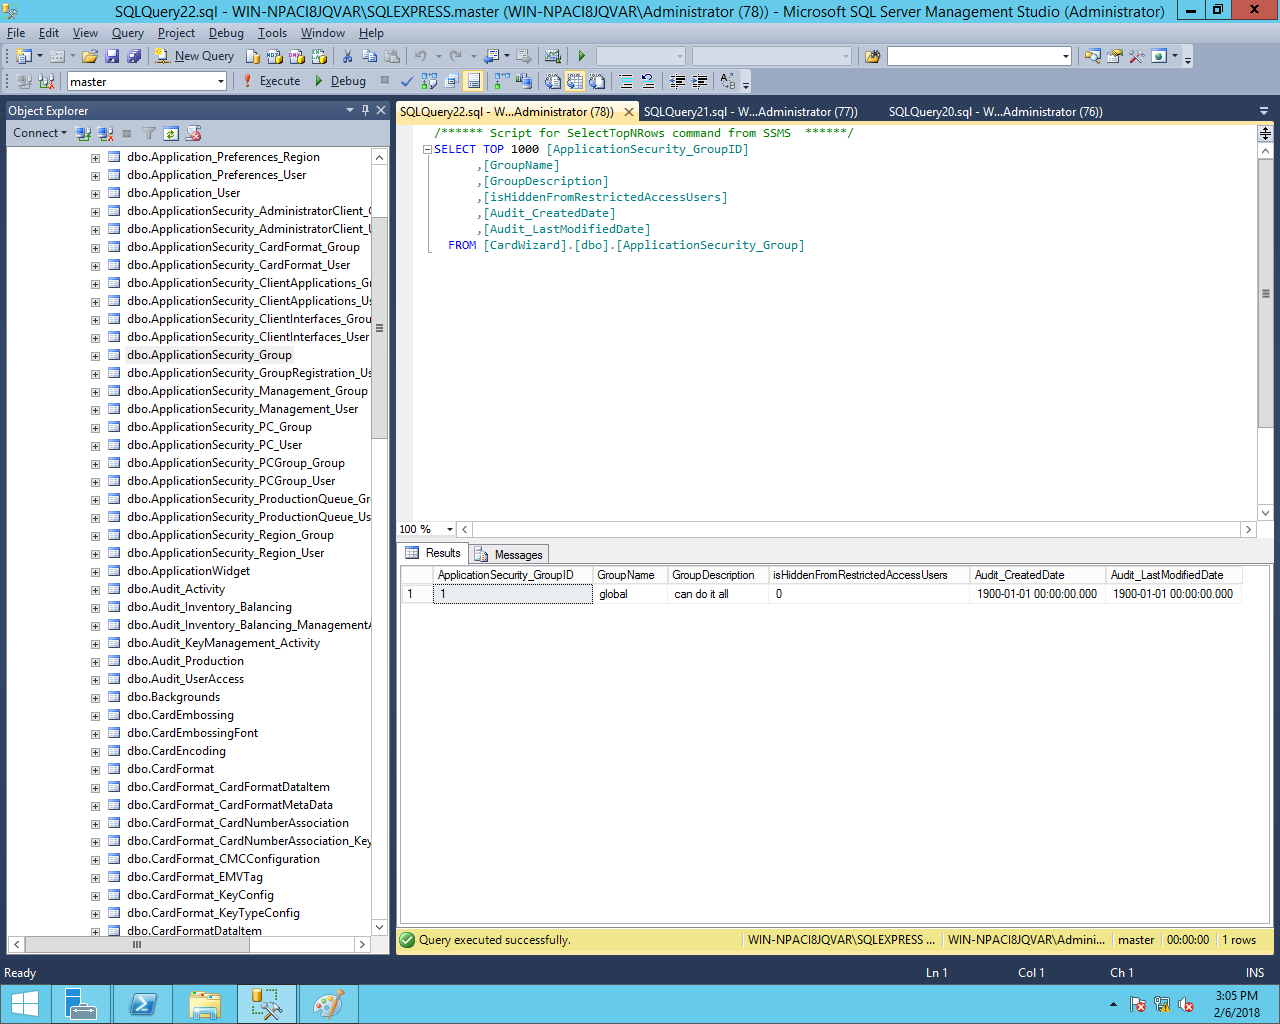 SQLQuery22.sql - WIN-NPACI8JQVAR\SQLEXPRESS.master (WIN-NPACI8JQVAR\Administrator (78)) - Microsoft SQL Server Management Studio (Administrator)
File Edit View Query Project Debug Tools Window Help
New Query
master Execute Debug
Object Explorer
Connect
dbo.Application_Preferences_Region
dbo.Application_Preferences_User
dbo.Application_User
dbo.ApplicationSecurity_AdministratorClient_
dbo.ApplicationSecurity_AdministratorClient_
dbo.ApplicationSecurity_CardFormat_Group
dbo.ApplicationSecurity_CardFormat_User
dbo.ApplicationSecurity_ClientApplications_Gr
dbo.ApplicationSecurity_ClientApplications_Us
dbo.ApplicationSecurity_ClientInterfaces_Grou
dbo.ApplicationSecurity_ClientInterfaces_User
dbo.ApplicationSecurity_Group
dbo.ApplicationSecurity_GroupRegistration_Us
dbo.ApplicationSecurity_Management_Group
dbo.ApplicationSecurity_Management_User
dbo.ApplicationSecurity_PC_Group
dbo.ApplicationSecurity_PC_User
dbo.ApplicationSecurity_PCGroup_Group
dbo.ApplicationSecurity_PCGroup_User
dbo.ApplicationSecurity_ProductionQueue_Gr
dbo.ApplicationSecurity_ProductionQueue_Us
dbo.ApplicationSecurity_Region_Group
dbo.ApplicationSecurity_Region_User
dbo.ApplicationWidget
dbo.Audit_Activity
dbo.Audit_Inventory_Balancing
dbo.Audit_Inventory_Balancing_Management
dbo.Audit_KeyManagement_Activity
dbo.Audit_Production
dbo.Audit_UserAccess
dbo.Backgrounds
dbo.CardEmbossing
dbo.CardEmbossingFont
dbo.CardEncoding
dbo.CardFormat
dbo.CardFormat_CardFormatDataItem
dbo.CardFormat_CardFormatMetaData
dbo.CardFormat_CardNumberAssociation
dbo.CardFormat_CardNumberAssociation_Key
dbo.CardFormat_CMCConfiguration
dbo.CardFormat_EMVTag
dbo.CardFormat_KeyConfig
dbo.CardFormat_KeyTypeConfig
dbo.CardFormatDataItem
SQLQuery22.sql - W...Administrator (78)) SQLQuery21.sql - W...Administrator (77)) SQLQuery20.sql - W...Administrator (76))
/****** Script for SelectTopNRows command from SSMS ******/
SELECT TOP 1000 [ApplicationSecurity_GroupID]
,[GroupName]
,[GroupDescription]
,[isHiddenFromRestrictedAccessUsers]
,[Audit_CreatedDate]
,[Audit_LastModifiedDate]
FROM [CardWizard].[dbo].[ApplicationSecurity_Group]
100 %
Results Messages
ApplicationSecurity_GroupID GroupName GroupDescription isHiddenFromRestrictedAccessUsers Audit_CreatedDate Audit_LastModifiedDate
1 1 global can do it all 0 1900-01-01 00:00:00.000 1900-01-01 00:00:00.000
Query executed successfully. WIN-NPACI8JQVAR\SQLEXPRESS ... WIN-NPACI8JQVAR\Admini... master 00:00:00 1 rows
Ready Ln 1 Col 1 Ch 1 INS
3:05 PM
2/6/2018